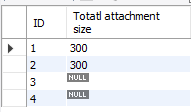 ID Totatl attachment size
1 300
2 300
3 NULL
4 NULL